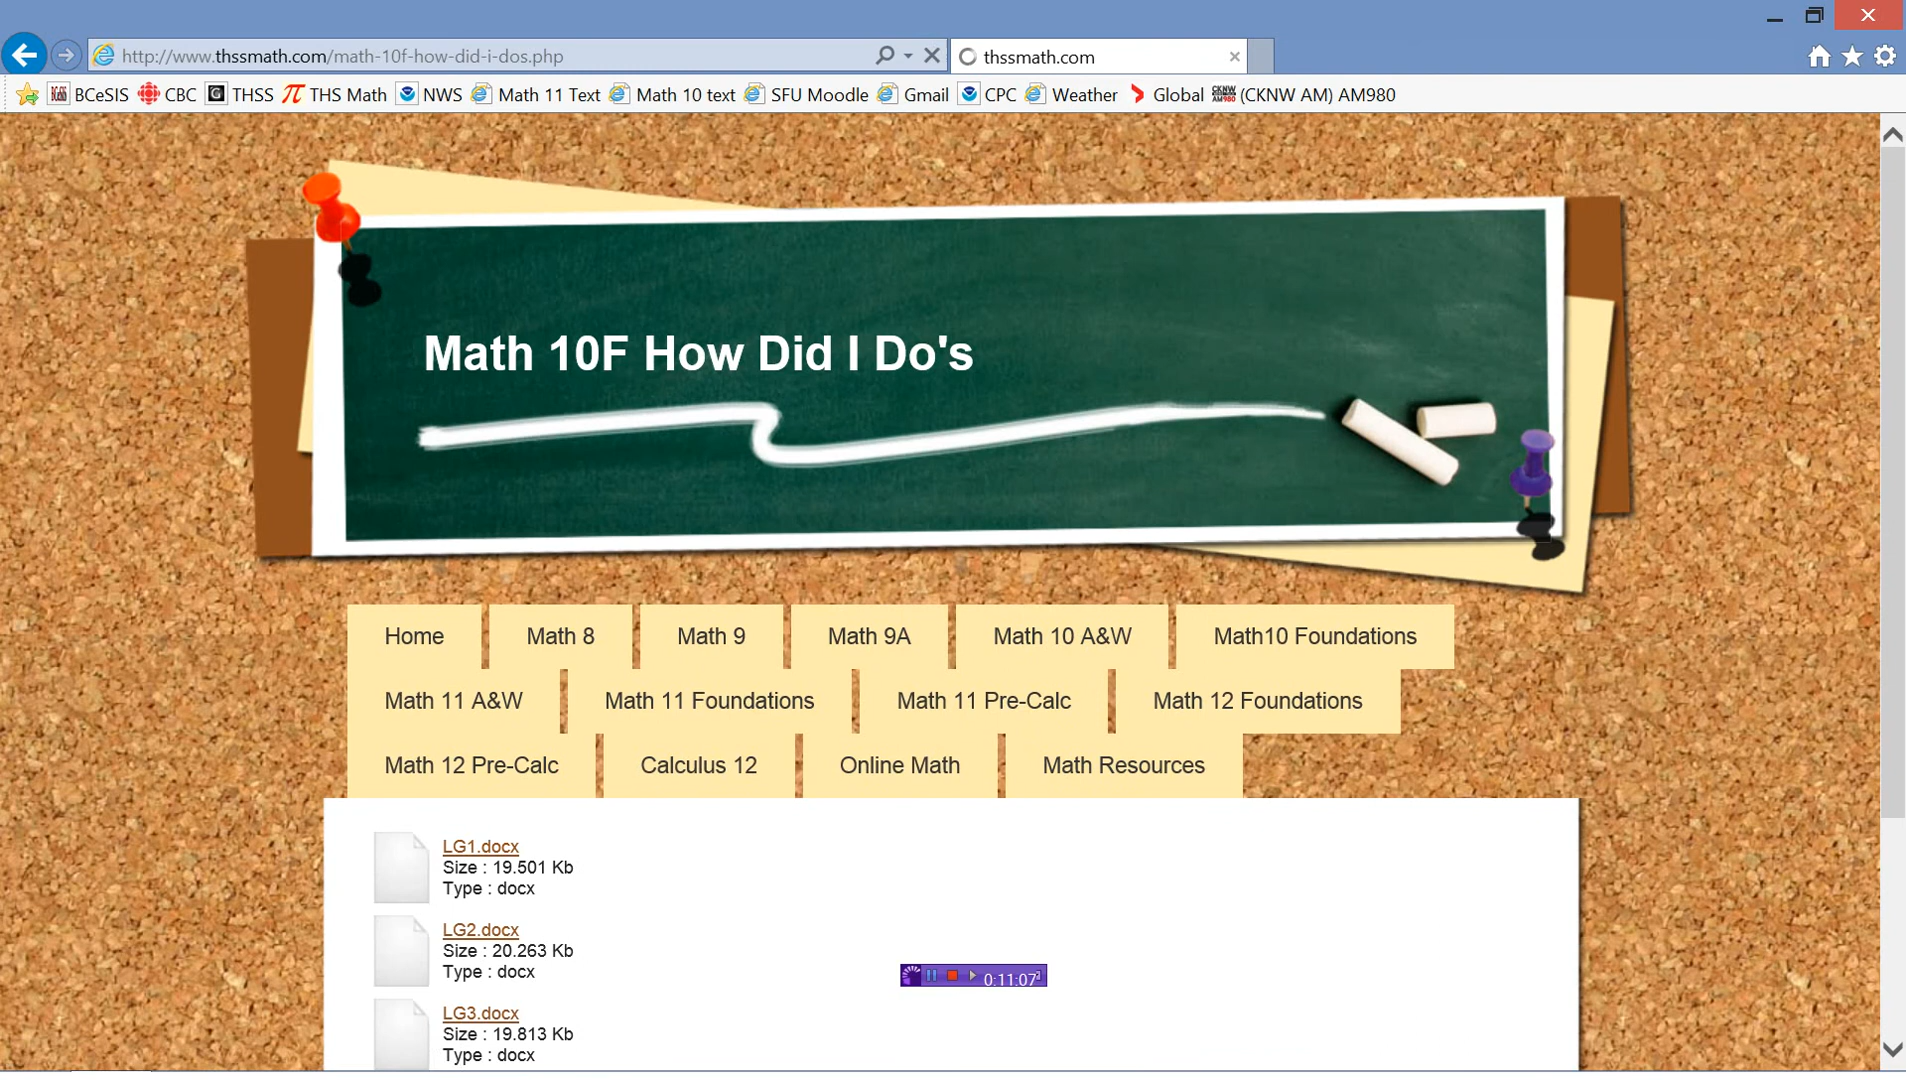 http://www.thssmath.com/math-10f-how-did-i-dos.php
thssmath.com
BCeSIS CBC THSS THS Math NWS Math 11 Text Math 10 text SFU Moodle Gmail CPC Weather Global (CKNW AM) AM980
Math 10F How Did I Do's
Home Math 8 Math 9 Math 9A Math 10 A&W Math10 Foundations
Math 11 A&W Math 11 Foundations Math 11 Pre-Calc Math 12 Foundations
Math 12 Pre-Calc Calculus 12 Online Math Math Resources
LG1.docx
Size : 19.501 Kb
Type : docx
LG2.docx
Size : 20.263 Kb
Type : docx
0:11:07
LG3.docx
Size : 19.813 Kb
Type : docx